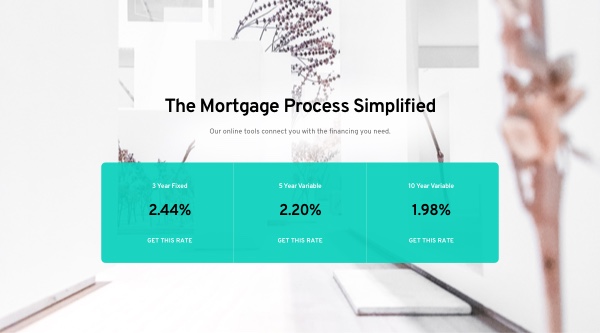 The Mortgage Process Simplified
Our online tools connect you with the financing you need.
3 Year Fixed
5 Year Variable
10 Year Variable
2.44%
2.20%
1.98%
GET THIS RATE
GET THIS RATE
GET THIS RATE